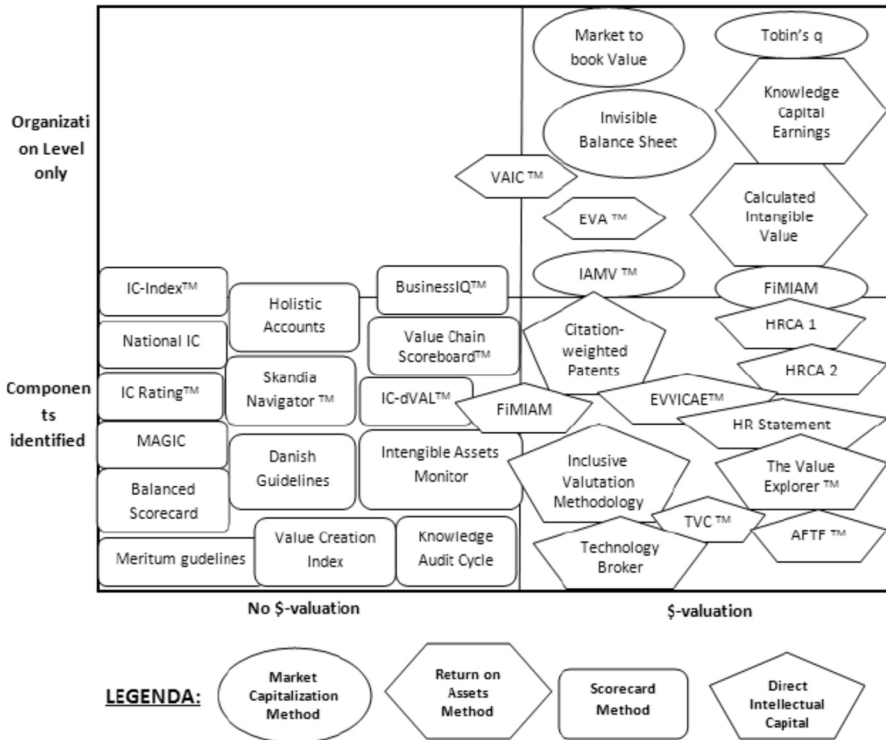 Organizati
on Level
only
Market to
book Value
Tobin's q
Invisible
Balance Sheet
Knowledge
Capital
Earnings
VAIC ™
EVA ™
Calculated
Intangible
Value
IAMV ™
FiMIAM
IC-Index™
Holistic
Accounts
BusinessIQ™
National IC
Value Chain
Scoreboard™
Citation-
weighted
Patents
HRCA 1
HRCA 2
Componen
ts
identified
IC Rating™
Skandia
Navigator ™
IC-dVAL™
FiMIAM
EVVICAE™
HR Statement
MAGIC
Danish
Guidelines
Intengible Assets
Monitor
Inclusive
Valutation
Methodology
The Value
Explorer ™
Balanced
Scorecard
TVC ™
AFTF ™
Meritum gudelines
Value Creation
Index
Knowledge
Audit Cycle
Technology
Broker
No $-valuation
$-valuation
LEGENDA:
Market
Capitalization
Method
Return on
Assets
Method
Scorecard
Method
Direct
Intellectual
Capital